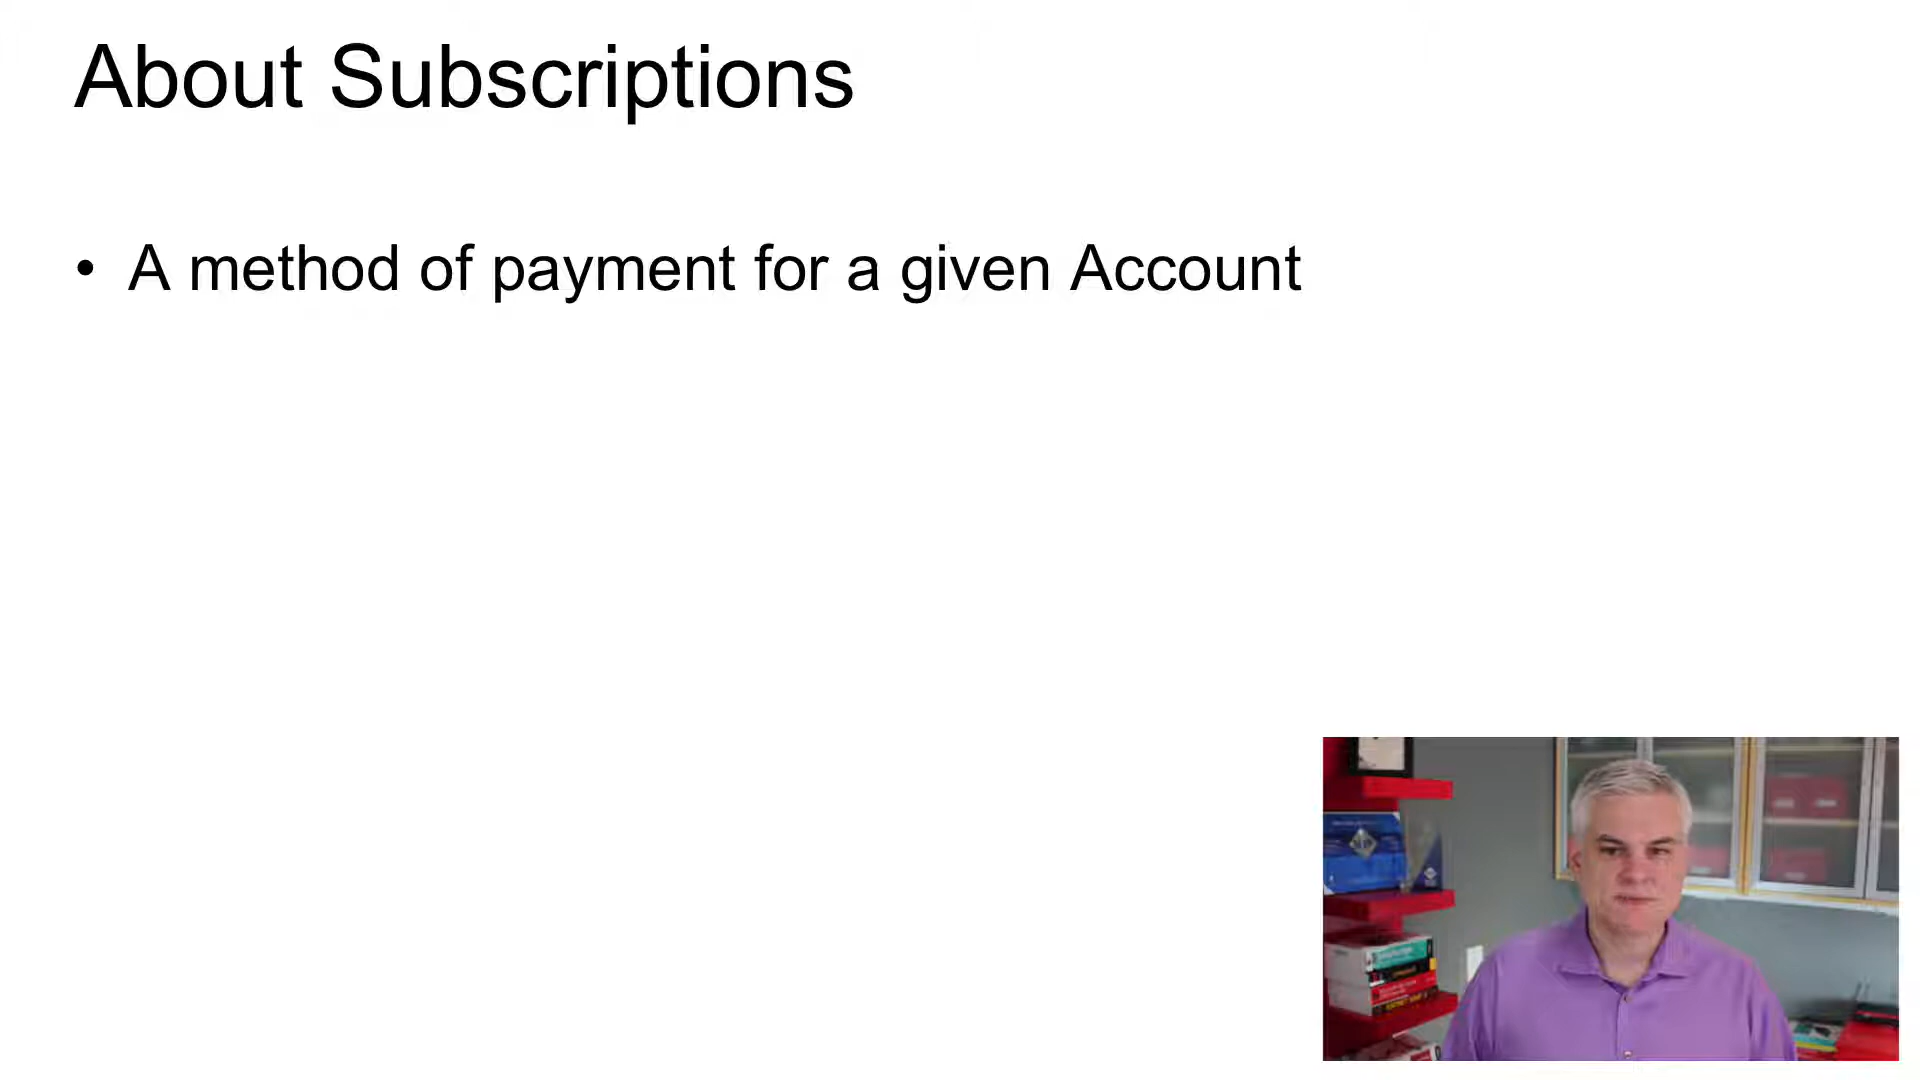 About Subscriptions
• A method of payment for a given Account